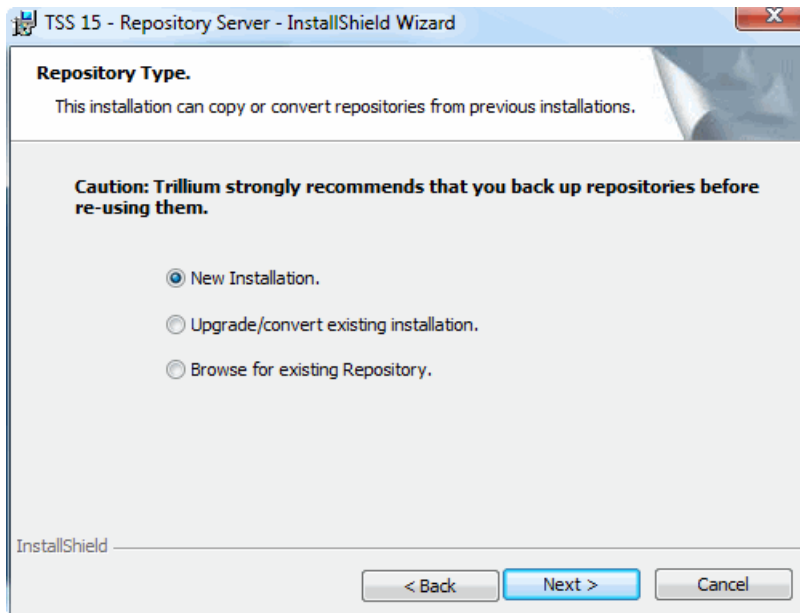 TSS 15 - Repository Server - InstallShield Wizard
X
Repository Type.
This installation can copy or convert repositories from previous installations.
Caution: Trillium strongly recommends that you back up repositories before
re-using them.
New Installation.
Upgrade/convert existing installation.
Browse for existing Repository.
InstallShield
< Back
Next >
Cancel